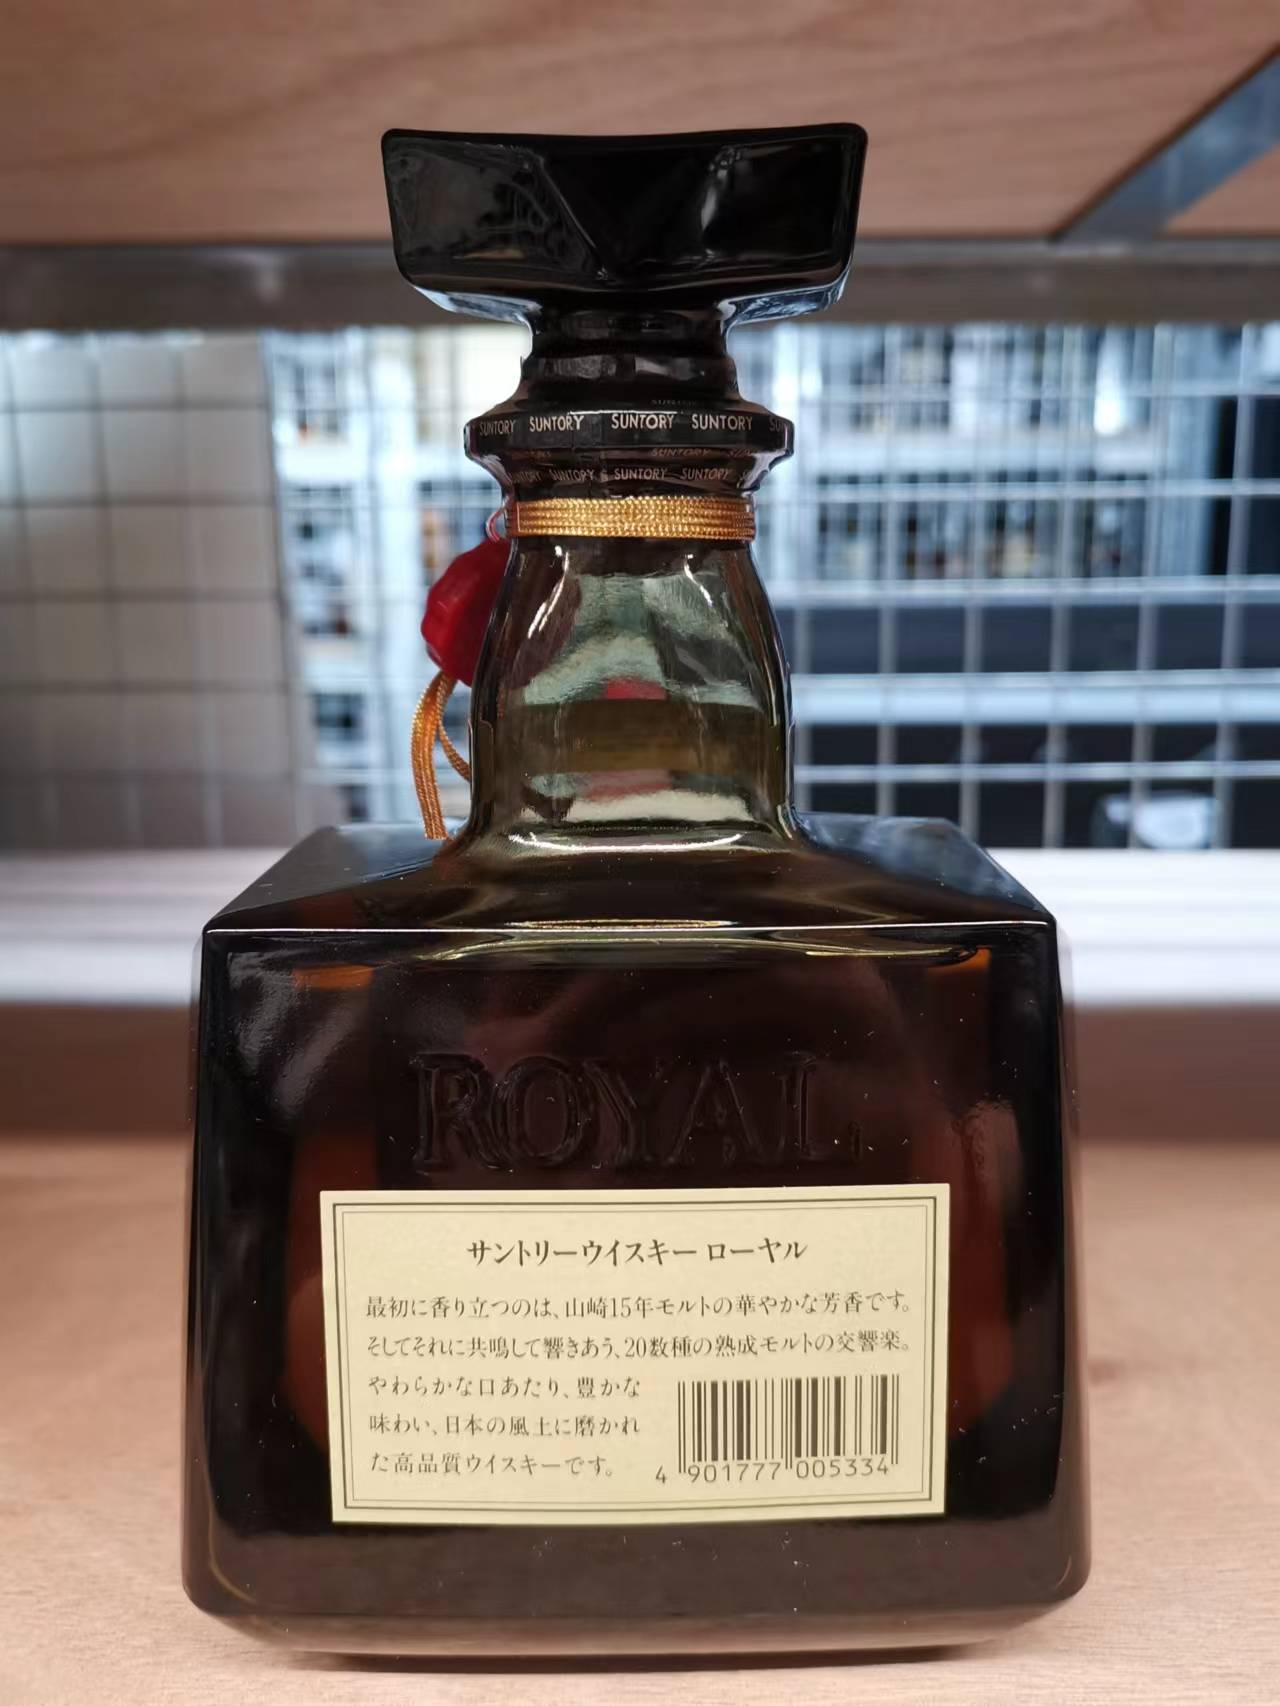 SUNTORY
SUNTORY SUNTORY SUNTORY SUNTORY
SUNTORY
SUNTORY SUNTORY SUNTORY
ROYAL
サントリーウイスキー ローヤル
最初に香り立つのは、山崎15年モルトの華やかな芳香です。
そしてそれに共鳴して響きあう、20数種の熟成モルトの交響楽。
やわらかな口あたり、豊かな
味わい、日本の風土に磨かれ
た高品質ウイスキーです。
4 901777 005334